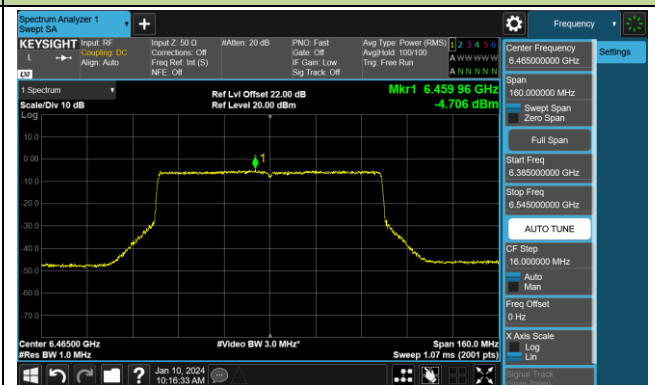 Spectrum Analyzer 1
Swept SA
+
Frequency
KEYSIGHT Input: RF Input Z: 50 Ω #Atten: 20 dB PNO: Fast Avg Type: Power (RMS) 1 2 3 4 5 6
L Coupling: DC Corrections: Off Gate: Off Avg|Hold: 100/100 A W W W W W
Align: Auto Freq Ref: Int (S) IF Gain: Low Trig: Free Run
LXI NFE: Off Sig Track: Off A N N N N N
1 Spectrum
Scale/Div 10 dB
Ref Lvl Offset 22.00 dB
Ref Level 20.00 dBm
Mkr1 6.459 96 GHz
-4.706 dBm
Log
10.0
0.00
-10.0
-20.0
-30.0
-40.0
-50.0
-60.0
-70.0
1
Center 6.46500 GHz
#Res BW 1.0 MHz
#Video BW 3.0 MHz*
Span 160.0 MHz
Sweep 1.07 ms (2001 pts)
Center Frequency
6.465000000 GHz
Settings
Span
160.000000 MHz
Swept Span
Zero Span
Full Span
Start Freq
6.385000000 GHz
Stop Freq
6.545000000 GHz
AUTO TUNE
CF Step
16.000000 MHz
Auto
Man
Freq Offset
0 Hz
X Axis Scale
Log
Lin
Signal Track
(Span Zoom)
?
Jan 10, 2024
10:16:33 AM